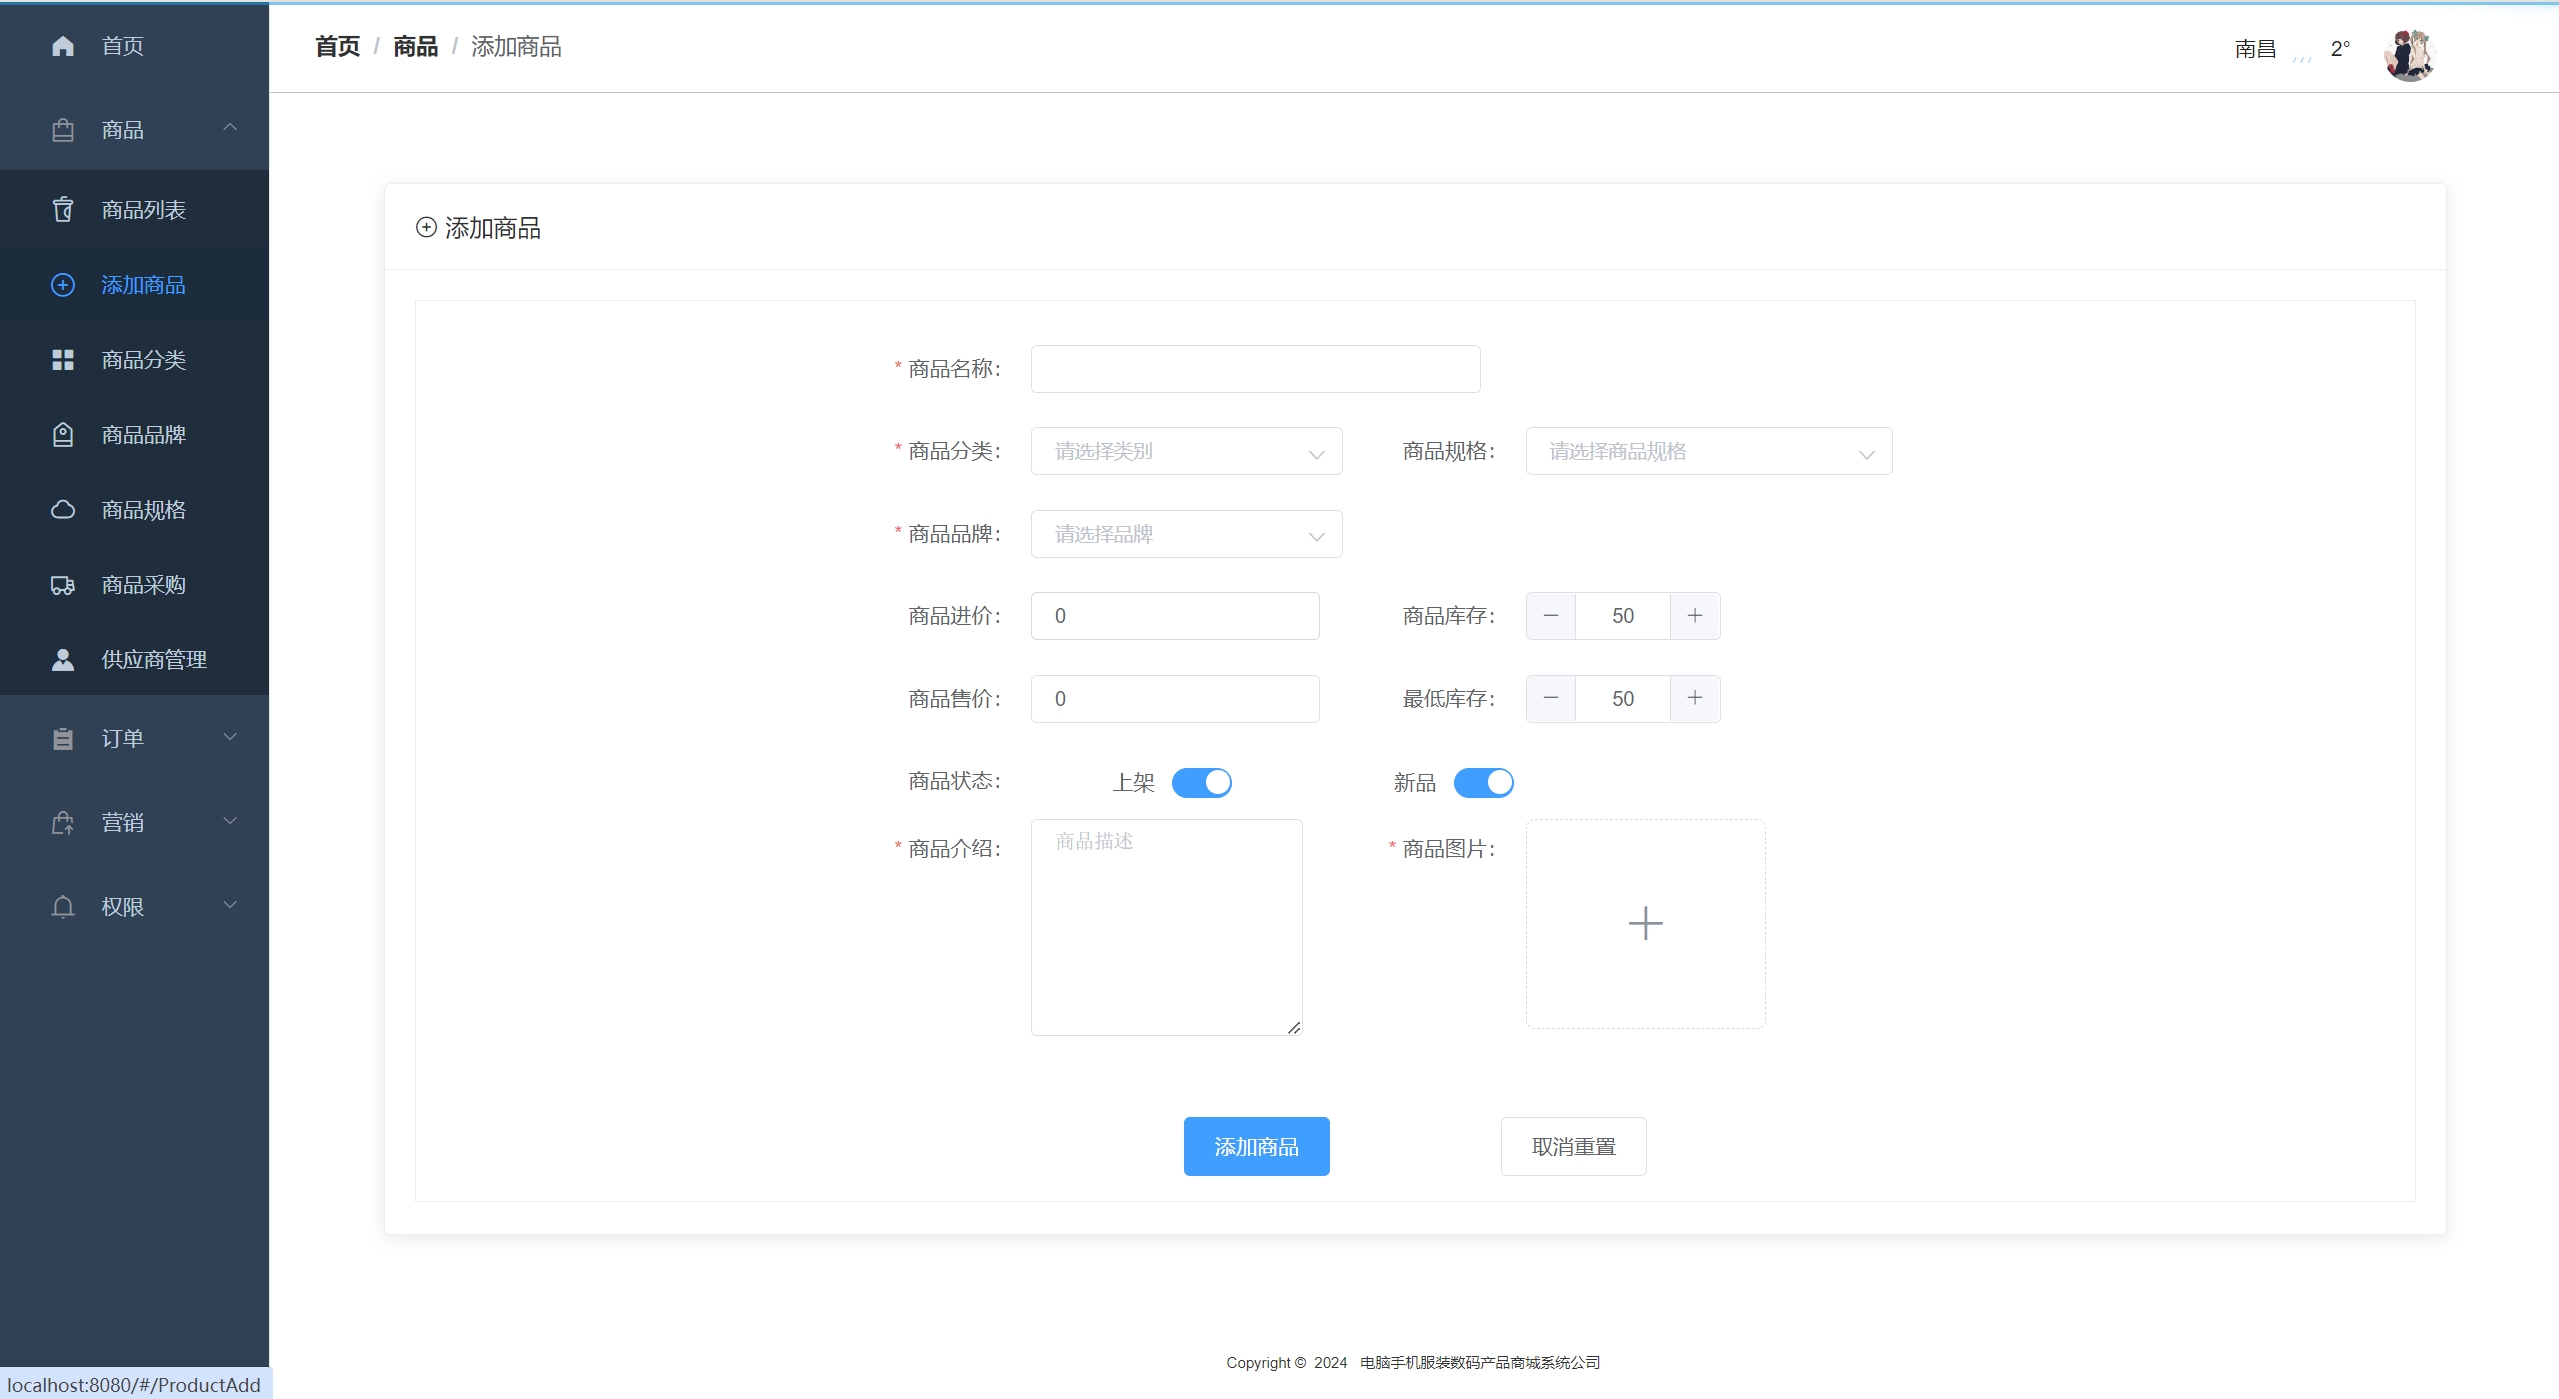 首页
商品
商品列表
添加商品
商品分类
商品品牌
商品规格
商品采购
供应商管理
订单
营销
权限
首页 / 商品 / 添加商品
南昌 2°
添加商品
* 商品名称：
* 商品分类： 请选择类别 商品规格： 请选择商品规格
* 商品品牌： 请选择品牌
商品进价： 0 商品库存： 50
商品售价： 0 最低库存： 50
商品状态： 上架 新品
* 商品介绍： 商品描述 * 商品图片：
添加商品 取消重置
Copyright © 2024 电脑手机服装数码产品商城系统公司
localhost:8080/#/ProductAdd